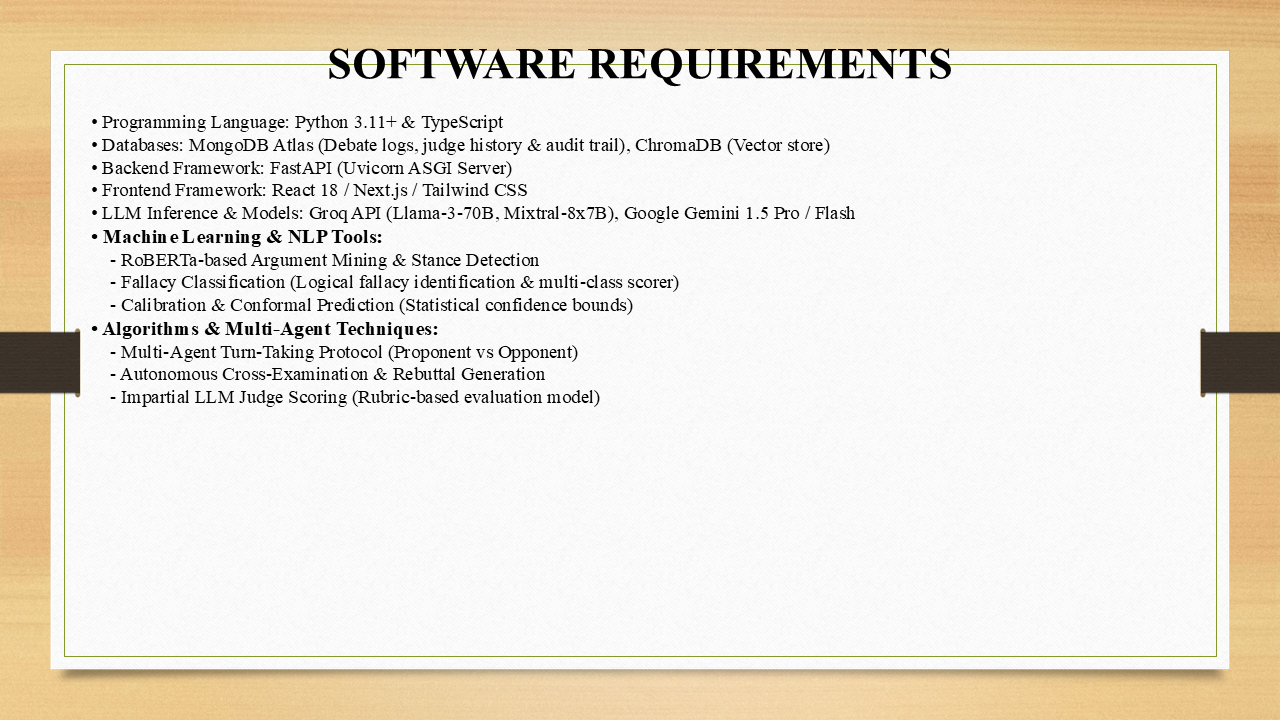 SOFTWARE REQUIREMENTS
• Programming Language: Python 3.11+ & TypeScript
• Databases: MongoDB Atlas (Debate logs, judge history & audit trail), ChromaDB (Vector store)
• Backend Framework: FastAPI (Uvicorn ASGI Server)
• Frontend Framework: React 18 / Next.js / Tailwind CSS
• LLM Inference & Models: Groq API (Llama-3-70B, Mixtral-8x7B), Google Gemini 1.5 Pro / Flash
• Machine Learning & NLP Tools:
- RoBERTa-based Argument Mining & Stance Detection
- Fallacy Classification (Logical fallacy identification & multi-class scorer)
- Calibration & Conformal Prediction (Statistical confidence bounds)
• Algorithms & Multi-Agent Techniques:
- Multi-Agent Turn-Taking Protocol (Proponent vs Opponent)
- Autonomous Cross-Examination & Rebuttal Generation
- Impartial LLM Judge Scoring (Rubric-based evaluation model)